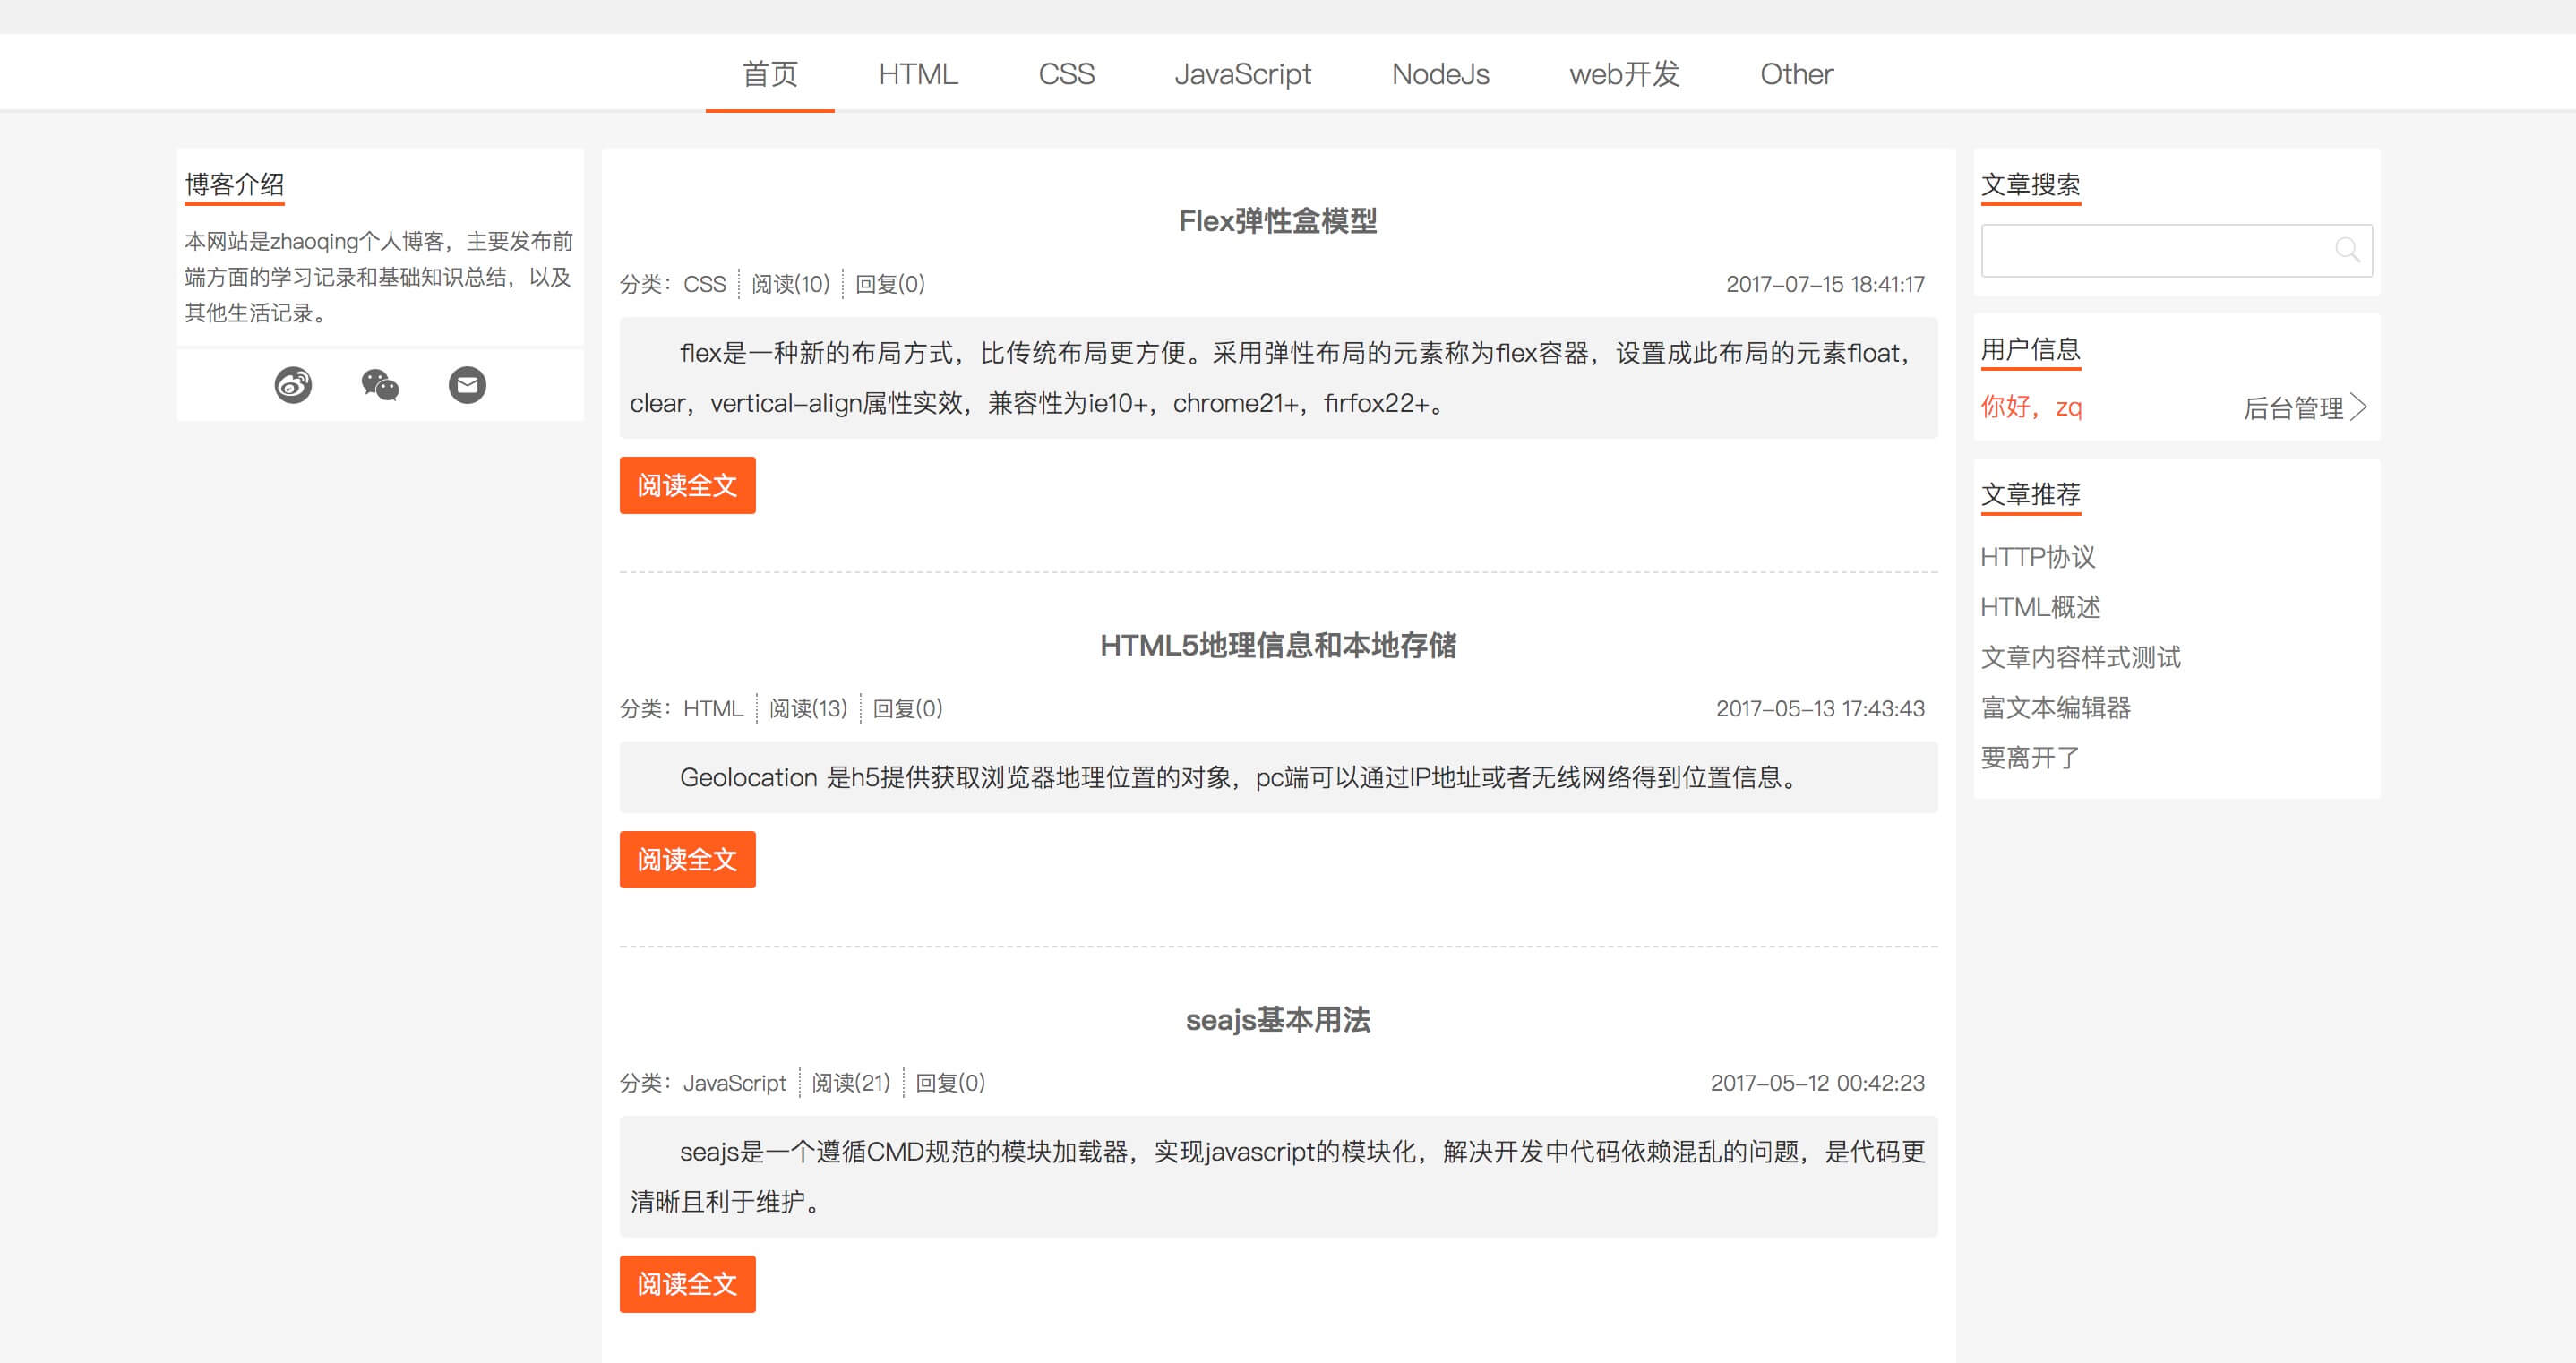 首页 HTML CSS JavaScript NodeJs web开发 Other
博客介绍
本网站是zhaoqing个人博客，主要发布前
端方面的学习记录和基础知识总结，以及
其他生活记录。
Flex弹性盒模型
分类：CSS 阅读(10) 回复(0) 2017-07-15 18:41:17
flex是一种新的布局方式，比传统布局更方便。采用弹性布局的元素称为flex容器，设置成此布局的元素float，
clear，vertical-align属性实效，兼容性为ie10+，chrome21+，firfox22+。
阅读全文
HTML5地理信息和本地存储
分类：HTML 阅读(13) 回复(0) 2017-05-13 17:43:43
Geolocation 是h5提供获取浏览器地理位置的对象，pc端可以通过IP地址或者无线网络得到位置信息。
阅读全文
seajs基本用法
分类：JavaScript 阅读(21) 回复(0) 2017-05-12 00:42:23
seajs是一个遵循CMD规范的模块加载器，实现javascript的模块化，解决开发中代码依赖混乱的问题，是代码更
清晰且利于维护。
阅读全文
文章搜索
用户信息
你好，zq 后台管理
文章推荐
HTTP协议
HTML概述
文章内容样式测试
富文本编辑器
要离开了